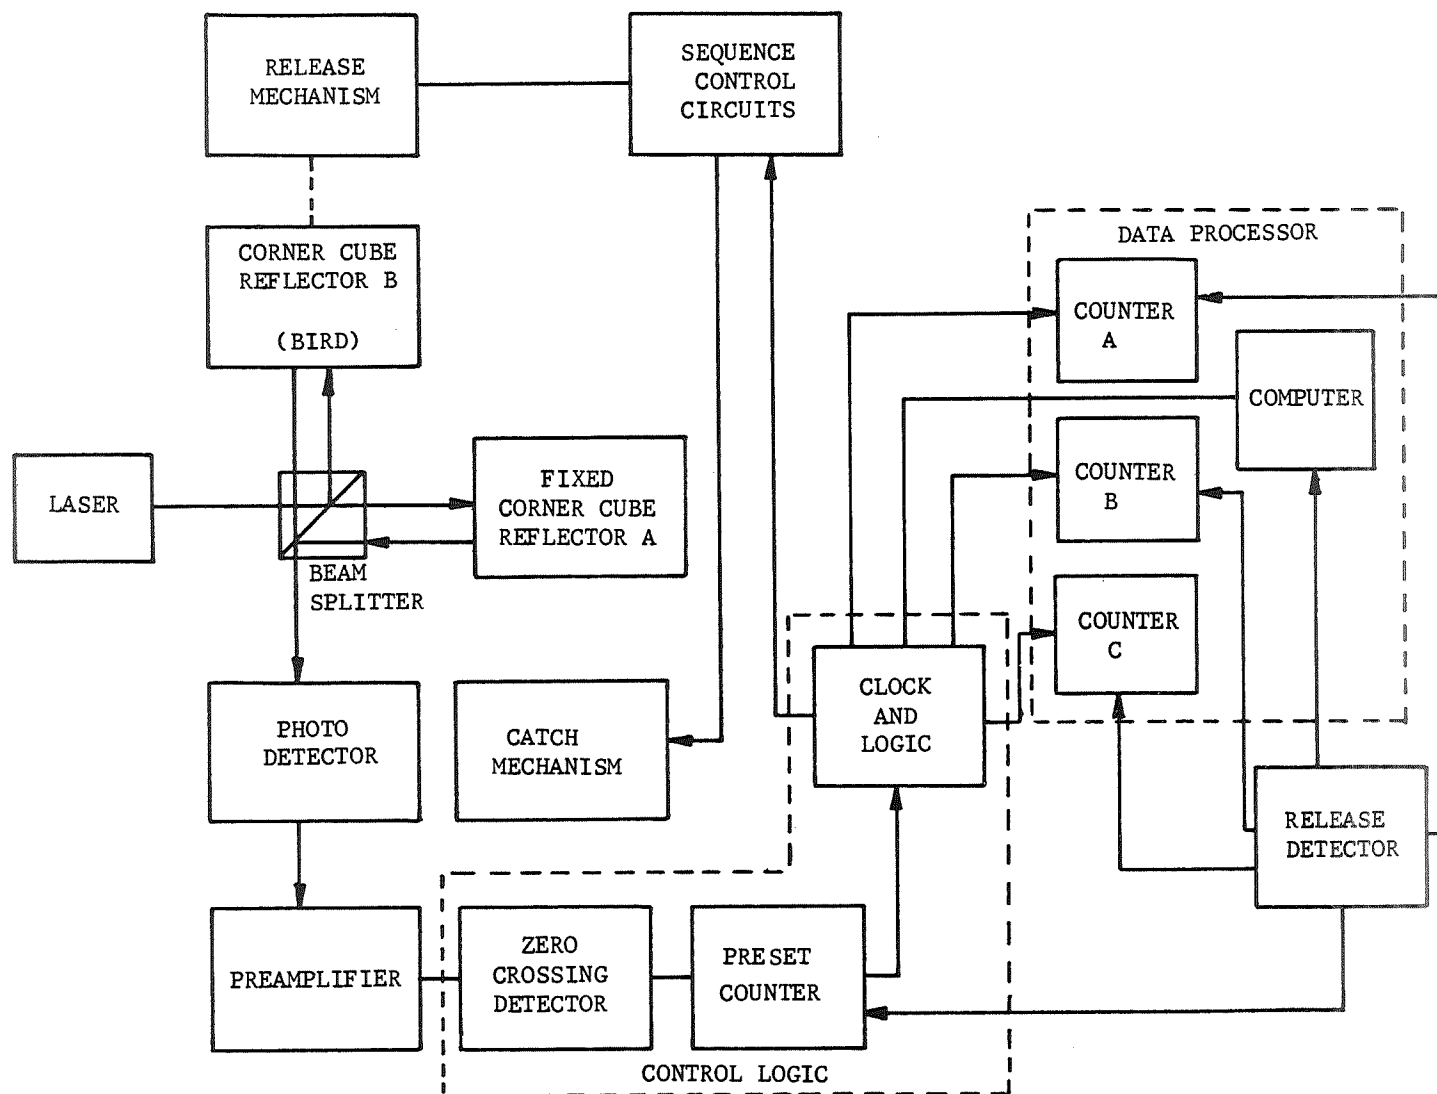 RELEASE
MECHANISM
SEQUENCE
CONTROL
CIRCUITS
CORNER CUBE
REFLECTOR B
(BIRD)
DATA PROCESSOR
COUNTER
A
COMPUTER
COUNTER
B
LASER
FIXED
CORNER CUBE
REFLECTOR A
BEAM
SPLITTER
COUNTER
C
CLOCK
AND
LOGIC
PHOTO
DETECTOR
CATCH
MECHANISM
RELEASE
DETECTOR
PREAMPLIFIER
ZERO
CROSSING
DETECTOR
PRESET
COUNTER
CONTROL LOGIC